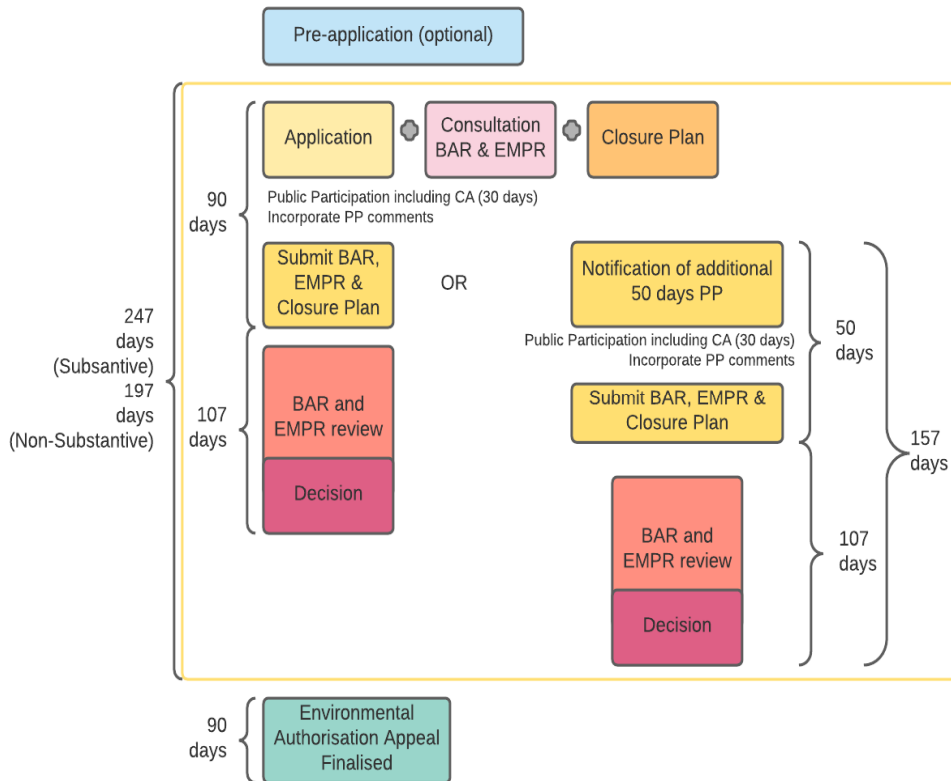 Pre-application (optional)
Application
Consultation
BAR & EMPR
Closure Plan
90
days
Public Participation including CA (30 days)
Incorporate PP comments
Submit BAR,
EMPR &
Closure Plan
OR
Notification of additional
50 days PP
Public Participation including CA (30 days)
Incorporate PP comments
50
days
247
days
(Subsantive)
197
days
(Non-Substantive)
107
days
BAR and
EMPR review
Decision
Submit BAR, EMPR &
Closure Plan
157
days
BAR and
EMPR review
Decision
107
days
90
days
Environmental
Authorisation Appeal
Finalised